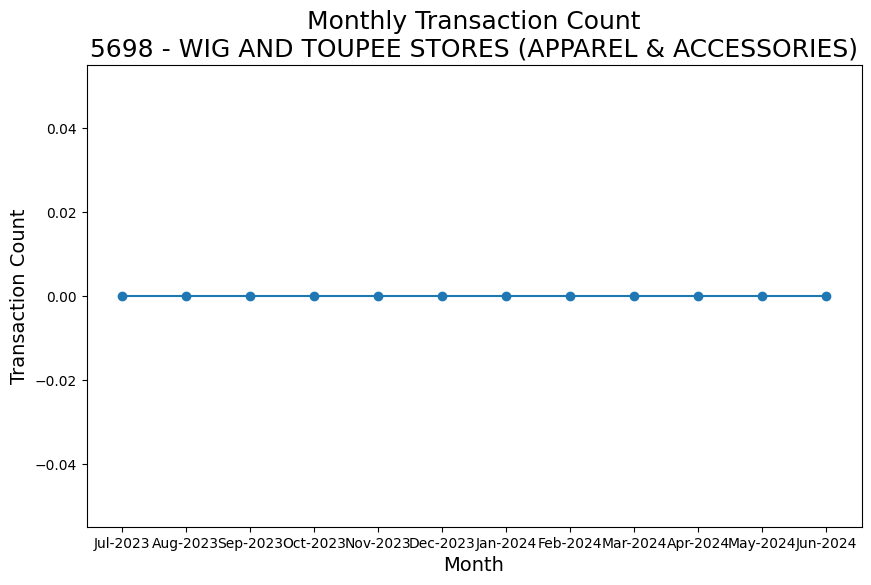 Monthly Transaction Count
5698 - WIG AND TOUPEE STORES (APPAREL & ACCESSORIES)
Transaction Count
0.04
0.02
0.00
−0.02
−0.04
Jul-2023 Aug-2023 Sep-2023 Oct-2023 Nov-2023 Dec-2023 Jan-2024 Feb-2024 Mar-2024 Apr-2024 May-2024 Jun-2024
Month